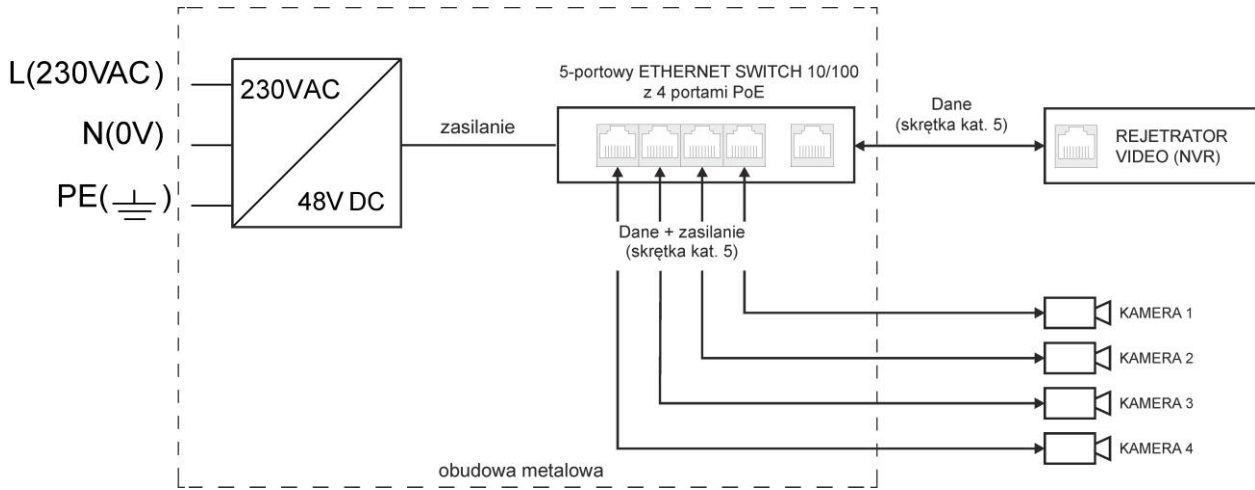 L(230VAC)
N(0V)
PE( )
230VAC
48V DC
zasilanie
5-portowy ETHERNET SWITCH 10/100
z 4 portami PoE
Dane
(skrętka kat. 5)
REJETRATOR
VIDEO (NVR)
Dane + zasilanie
(skrętka kat. 5)
KAMERA 1
KAMERA 2
KAMERA 3
KAMERA 4
obudowa metalowa